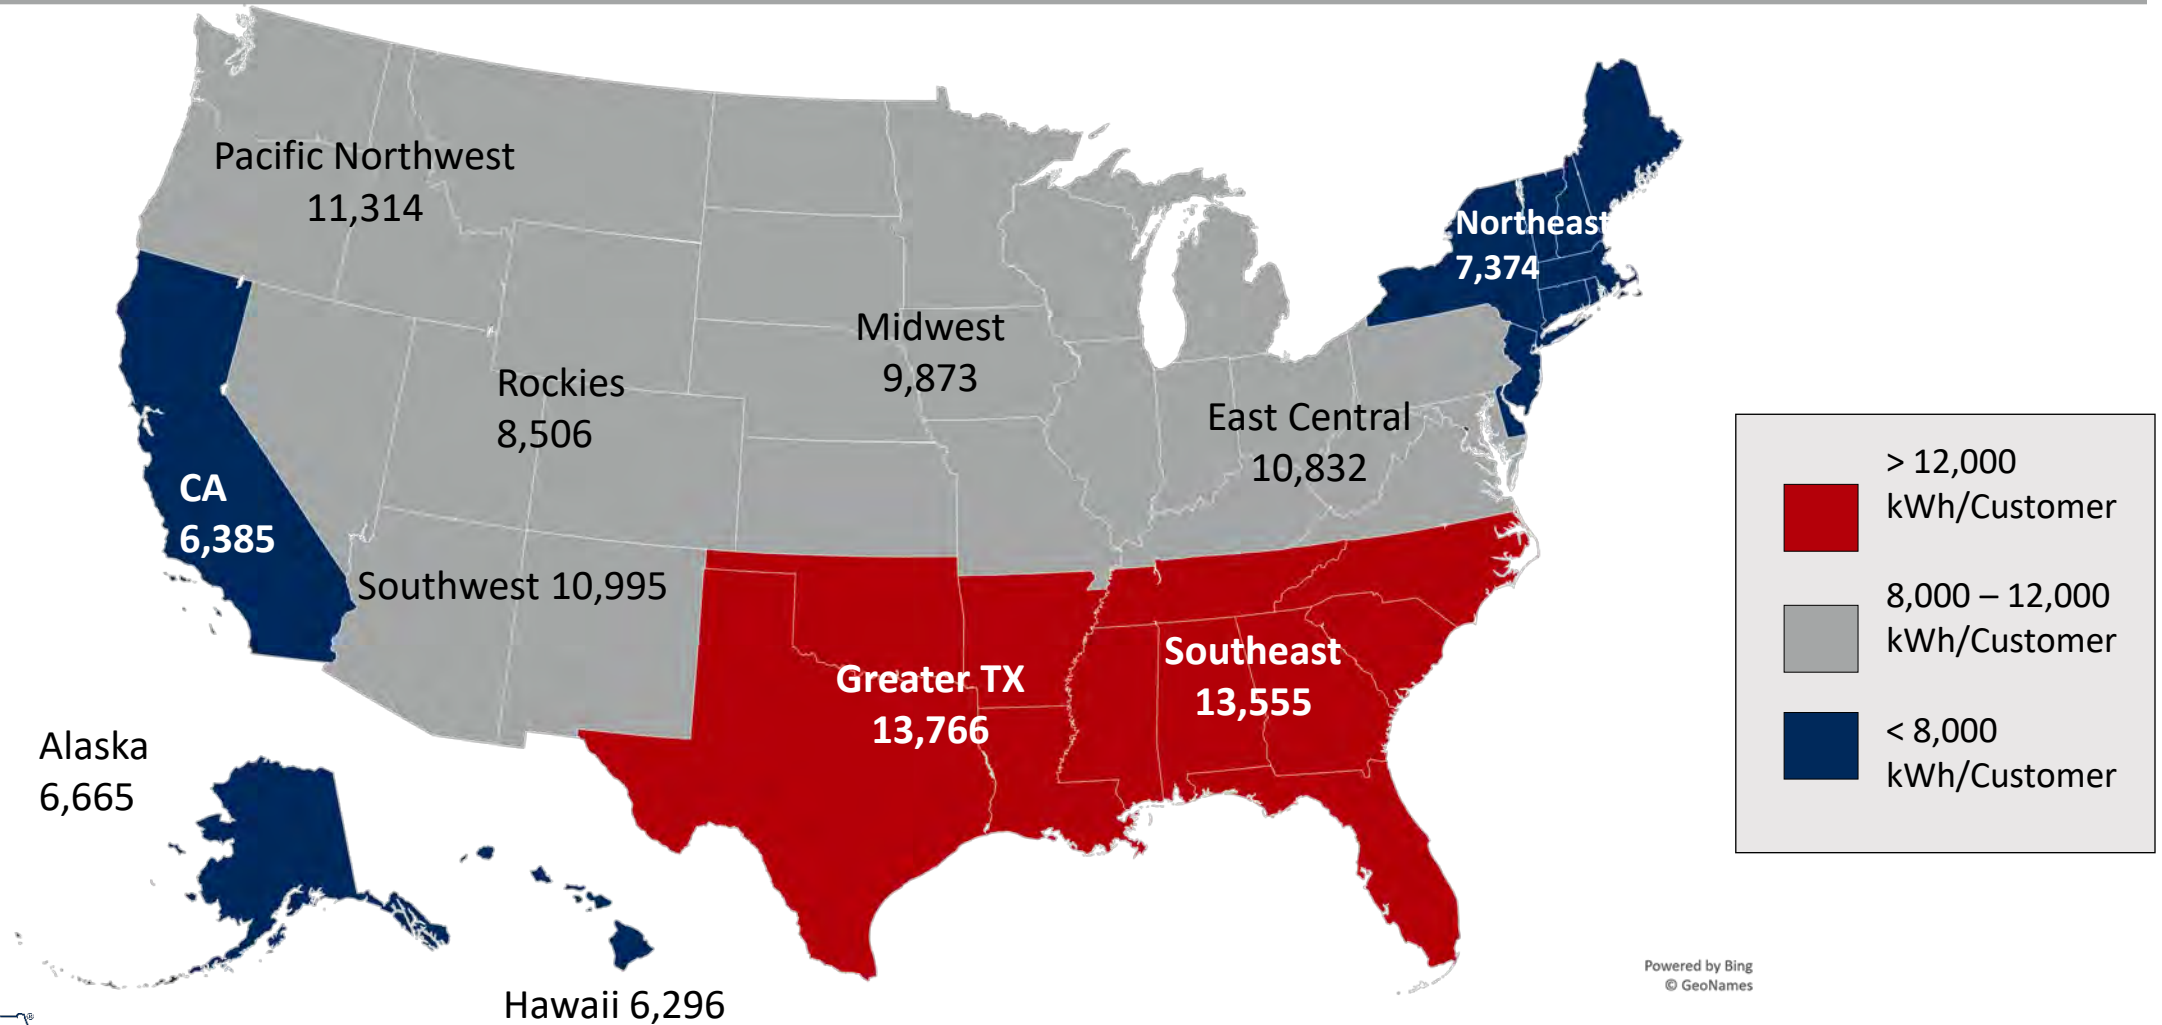 Pacific Northwest
11,314
Northeast
7,374
Midwest
9,873
Rockies
8,506
East Central
10,832
CA
6,385
Southwest 10,995
Greater TX
13,766
Southeast
13,555
Alaska
6,665
Hawaii 6,296
> 12,000
kWh/Customer
8,000 – 12,000
kWh/Customer
< 8,000
kWh/Customer
Powered by Bing
© GeoNames
®